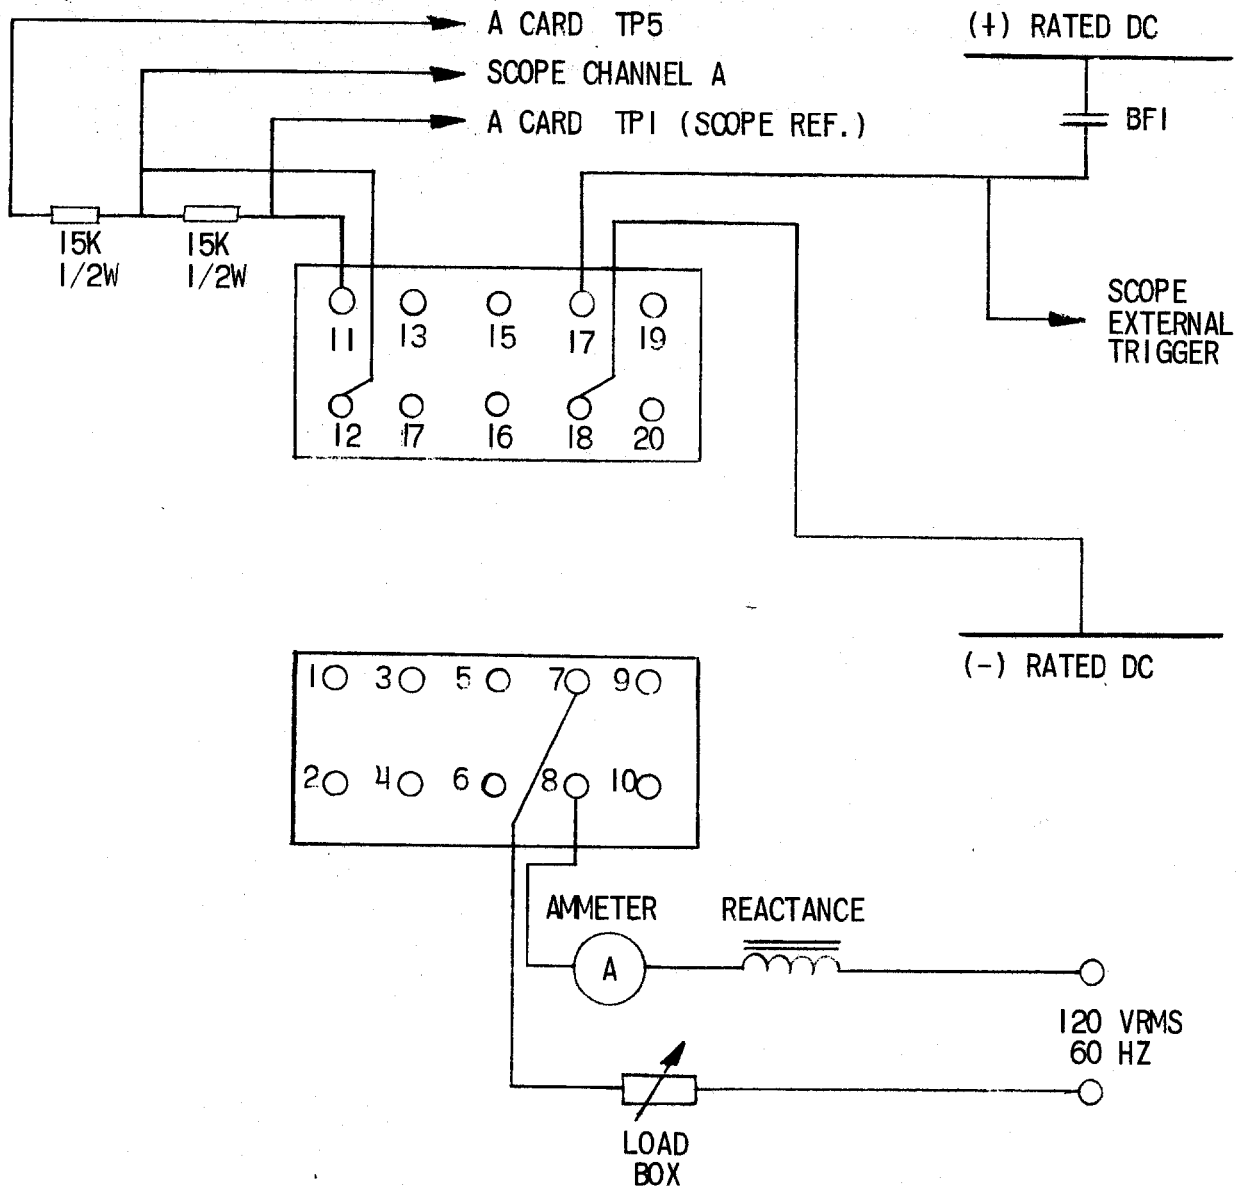 A CARD TP5
(+) RATED DC
SCOPE CHANNEL A
A CARD TP1 (SCOPE REF.)
BF1
15K
1/2W
15K
1/2W
SCOPE
EXTERNAL
TRIGGER
11 13 15 17 19
12 17 16 18 20
(-) RATED DC
1 3 5 7 9
2 4 6 8 10
AMMETER
REACTANCE
A
120 VRMS
60 HZ
LOAD
BOX